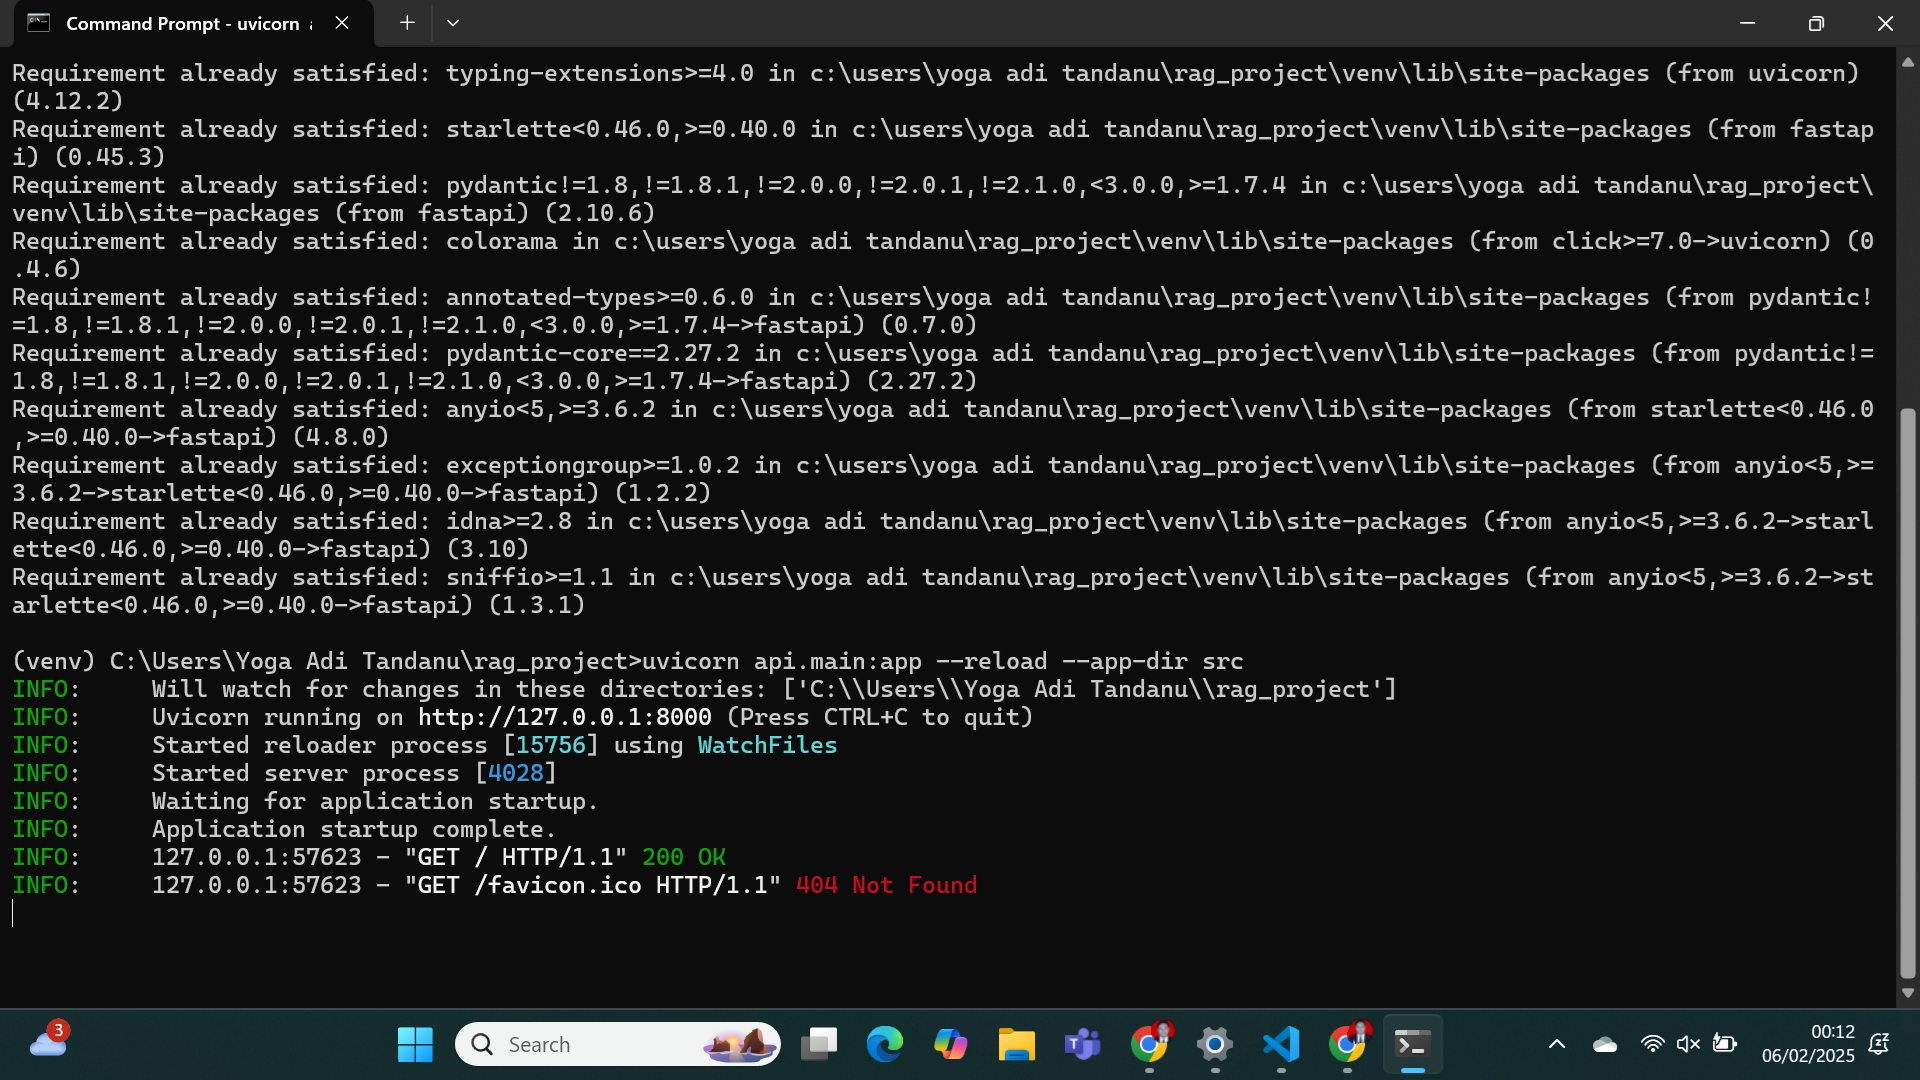 Command Prompt - uvicorn
Requirement already satisfied: typing-extensions>=4.0 in c:\users\yoga adi tandanu\rag_project\venv\lib\site-packages (from uvicorn)
(4.12.2)
Requirement already satisfied: starlette<0.46.0,>=0.40.0 in c:\users\yoga adi tandanu\rag_project\venv\lib\site-packages (from fastap
i) (0.45.3)
Requirement already satisfied: pydantic!=1.8,!=1.8.1,!=2.0.0,!=2.0.1,!=2.1.0,<3.0.0,>=1.7.4 in c:\users\yoga adi tandanu\rag_project\
venv\lib\site-packages (from fastapi) (2.10.6)
Requirement already satisfied: colorama in c:\users\yoga adi tandanu\rag_project\venv\lib\site-packages (from click>=7.0->uvicorn) (0
.4.6)
Requirement already satisfied: annotated-types>=0.6.0 in c:\users\yoga adi tandanu\rag_project\venv\lib\site-packages (from pydantic!
=1.8,!=1.8.1,!=2.0.0,!=2.0.1,!=2.1.0,<3.0.0,>=1.7.4->fastapi) (0.7.0)
Requirement already satisfied: pydantic-core==2.27.2 in c:\users\yoga adi tandanu\rag_project\venv\lib\site-packages (from pydantic!=
1.8,!=1.8.1,!=2.0.0,!=2.0.1,!=2.1.0,<3.0.0,>=1.7.4->fastapi) (2.27.2)
Requirement already satisfied: anyio<5,>=3.6.2 in c:\users\yoga adi tandanu\rag_project\venv\lib\site-packages (from starlette<0.46.0
,>=0.40.0->fastapi) (4.8.0)
Requirement already satisfied: exceptiongroup>=1.0.2 in c:\users\yoga adi tandanu\rag_project\venv\lib\site-packages (from anyio<5,>=
3.6.2->starlette<0.46.0,>=0.40.0->fastapi) (1.2.2)
Requirement already satisfied: idna>=2.8 in c:\users\yoga adi tandanu\rag_project\venv\lib\site-packages (from anyio<5,>=3.6.2->starl
ette<0.46.0,>=0.40.0->fastapi) (3.10)
Requirement already satisfied: sniffio>=1.1 in c:\users\yoga adi tandanu\rag_project\venv\lib\site-packages (from anyio<5,>=3.6.2->st
arlette<0.46.0,>=0.40.0->fastapi) (1.3.1)
(venv) C:\Users\Yoga Adi Tandanu\rag_project>uvicorn api.main:app --reload --app-dir src
INFO:     Will watch for changes in these directories: ['C:\\Users\\Yoga Adi Tandanu\\rag_project']
INFO:     Uvicorn running on http://127.0.0.1:8000 (Press CTRL+C to quit)
INFO:     Started reloader process [15756] using WatchFiles
INFO:     Started server process [4028]
INFO:     Waiting for application startup.
INFO:     Application startup complete.
INFO:     127.0.0.1:57623 - "GET / HTTP/1.1" 200 OK
INFO:     127.0.0.1:57623 - "GET /favicon.ico HTTP/1.1" 404 Not Found
3
Search
00:12
06/02/2025